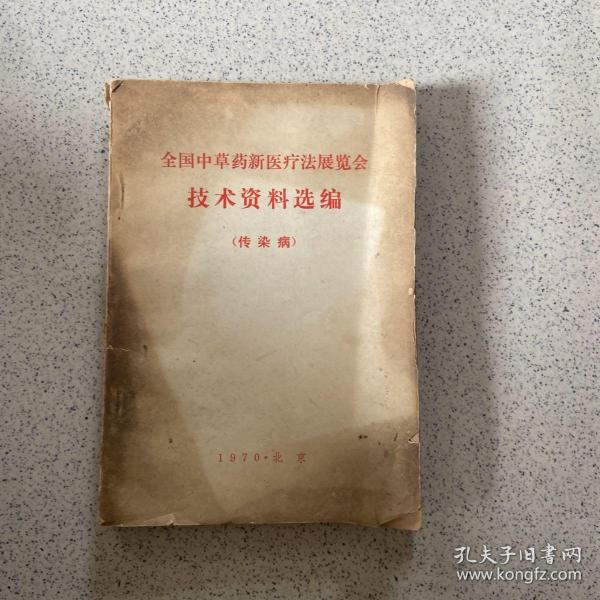 全国中草药新医疗法展览会
技术资料选编
（传染病）
1970·北京
孔夫子旧书网
www.kongfz.com